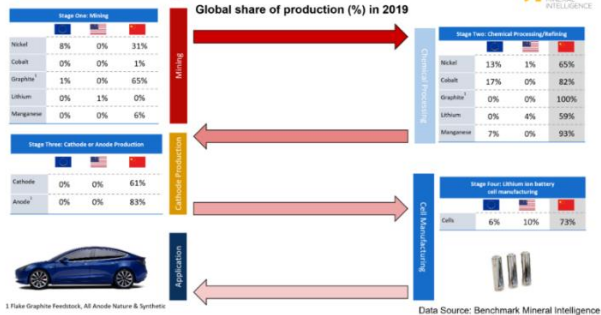 Global share of production (%) in 2019
INTELLIGENCE
Stage One: Mining
Nickel 8% 0% 31%
Cobalt 0% 0% 1%
Graphite1 1% 0% 65%
Lithium 0% 1% 0%
Manganese 0% 0% 6%
Mining
Chemical Processing
Stage Two: Chemical Processing/Refining
Nickel 13% 1% 65%
Cobalt 17% 0% 82%
Graphite1 0% 0% 100%
Lithium 0% 4% 59%
Manganese 7% 0% 93%
Stage Three: Cathode or Anode Production
Cathode 0% 0% 61%
Anode1 0% 0% 83%
Cathode Production
Cell Manufacturing
Stage Four: Lithium ion battery
cell manufacturing
Cells 6% 10% 73%
Application
1 Flake Graphite Feedstock, All Anode Nature & Synthetic
Data Source: Benchmark Mineral Intelligence